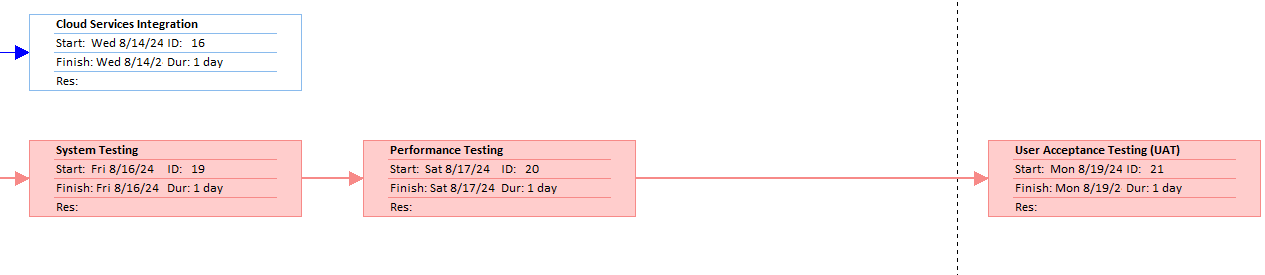 Cloud Services Integration
Start: Wed 8/14/24 ID: 16
Finish: Wed 8/14/2 Dur: 1 day
Res:
System Testing
Start: Fri 8/16/24 ID: 19
Finish: Fri 8/16/24 Dur: 1 day
Res:
Performance Testing
Start: Sat 8/17/24 ID: 20
Finish: Sat 8/17/24 Dur: 1 day
Res:
User Acceptance Testing (UAT)
Start: Mon 8/19/24 ID: 21
Finish: Mon 8/19/2 Dur: 1 day
Res: